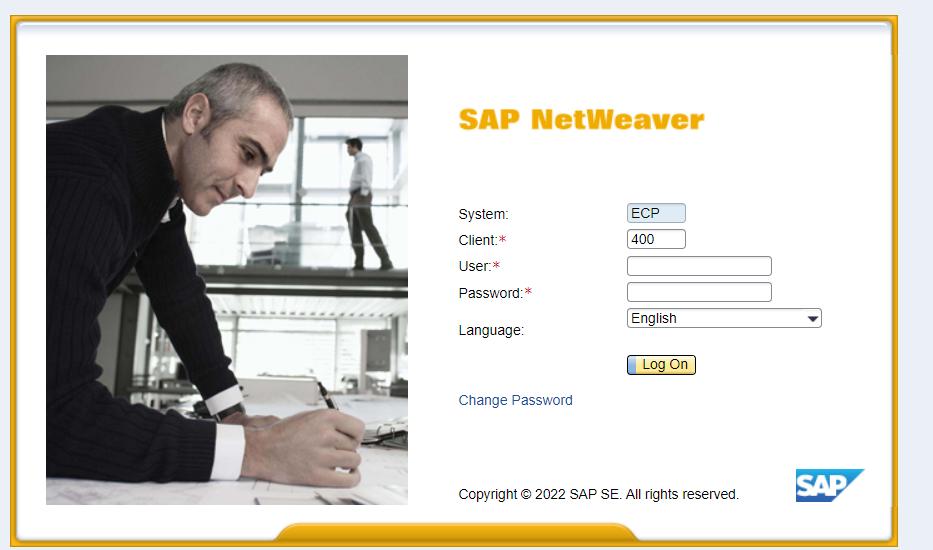 SAP NetWeaver
System: ECP
Client:* 400
User:*
Password:*
Language: English
Log On
Change Password
Copyright © 2022 SAP SE. All rights reserved.
SAP